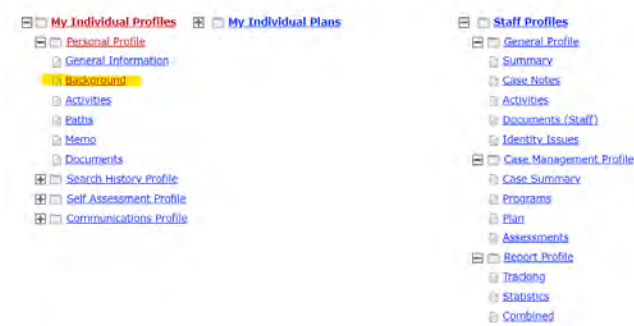 My Individual Profiles
Personal Profile
General Information
Background
Activities
Paths
Memo
Documents
Search History Profile
Self Assessment Profile
Communications Profile
My Individual Plans
Staff Profiles
General Profile
Summary
Case Notes
Activities
Documents (Staff)
Identity Issues
Case Management Profile
Case Summary
Programs
Plan
Assessments
Report Profile
Tracking
Statistics
Combined